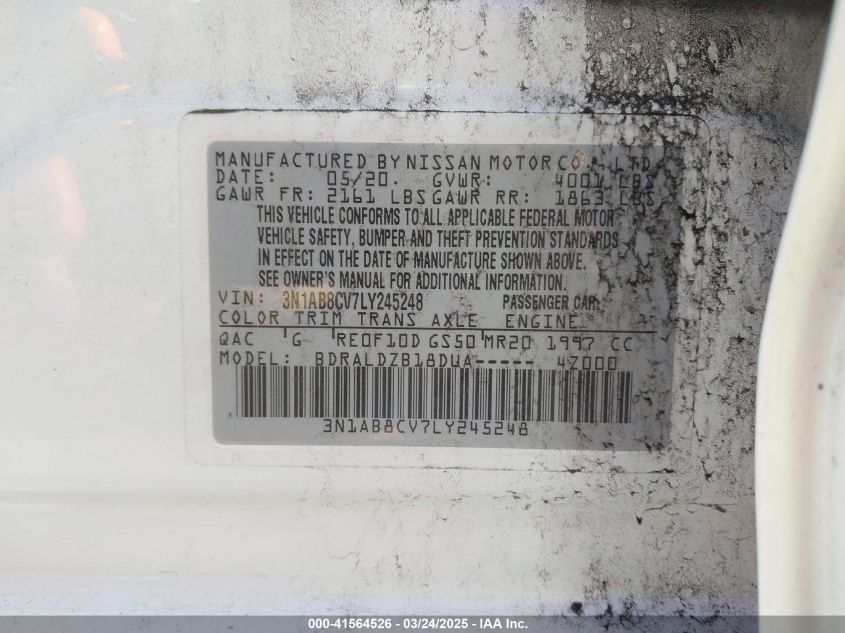 MANUFACTURED BY NISSAN MOTOR CO., LTD.
DATE: 05/20. GVWR: 4001 LBS
GAWR FR: 2161 LBS GAWR RR: 1863 LBS
THIS VEHICLE CONFORMS TO ALL APPLICABLE FEDERAL MOTOR
VEHICLE SAFETY, BUMPER AND THEFT PREVENTION STANDARDS
IN EFFECT ON THE DATE OF MANUFACTURE SHOWN ABOVE.
SEE OWNER'S MANUAL FOR ADDITIONAL INFORMATION.
VIN: 3N1AB8CV7LY245248 PASSENGER CAR
COLOR TRIM TRANS AXLE ENGINE
QAC G RE0F10D GS50 MR20 1997 CC
MODEL: BDRALDZB18DUA----- 4Z000
3N1AB8CV7LY245248
000-41564526 - 03/24/2025 - IAA Inc.